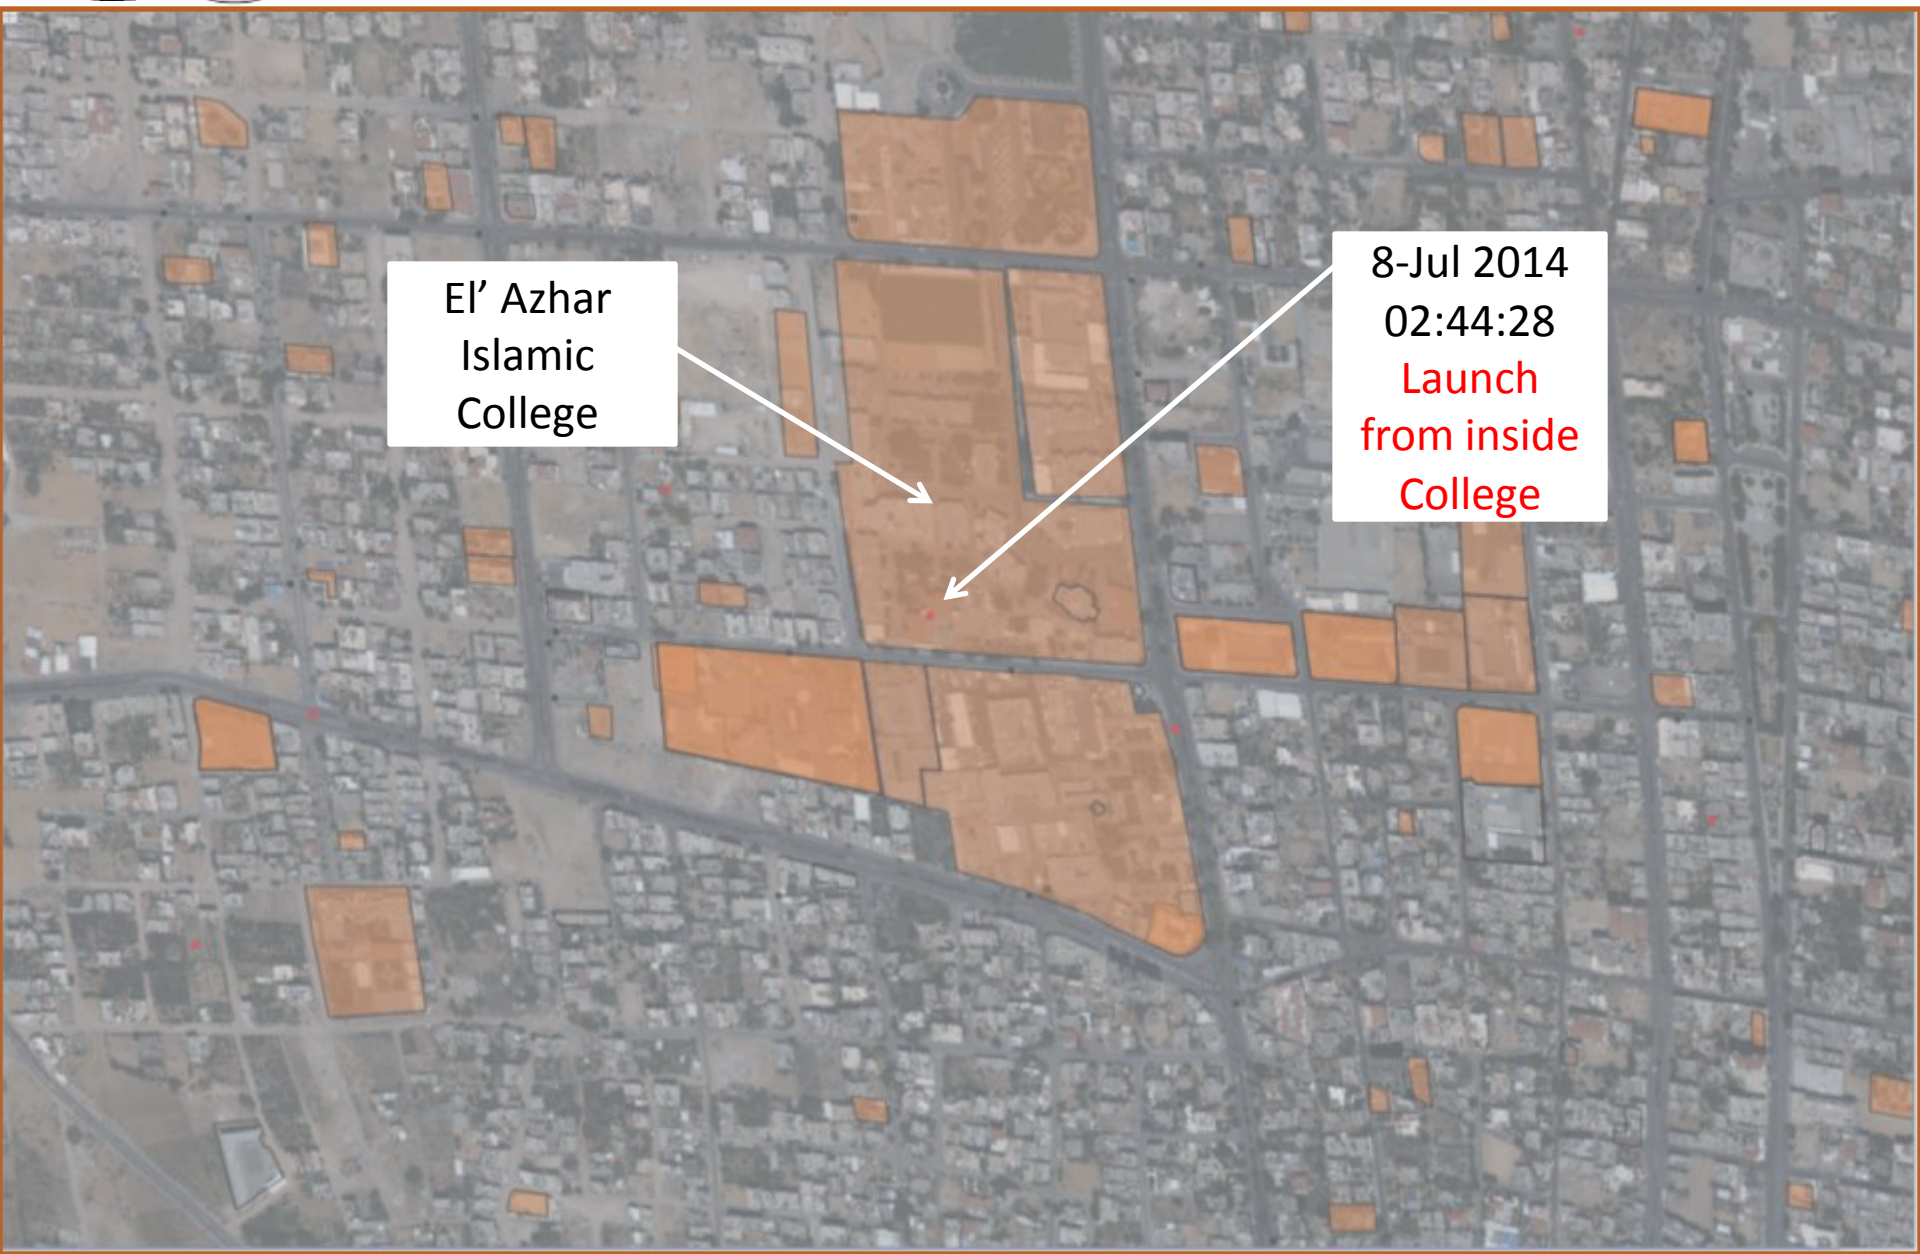 El’ Azhar
Islamic
College
8-Jul 2014
02:44:28
Launch
from inside
College